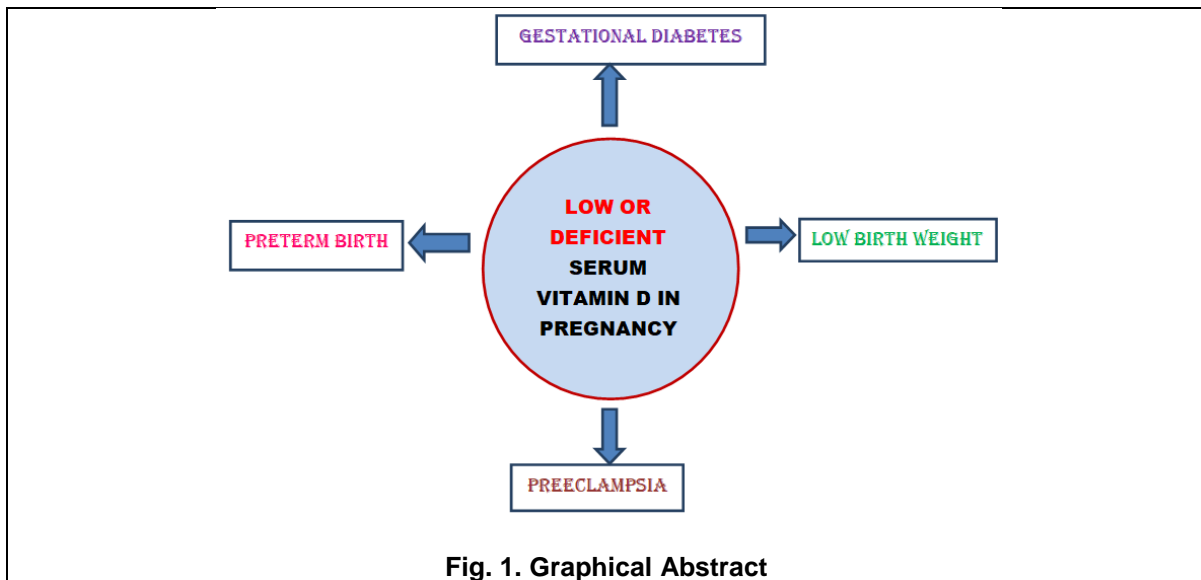 GESTATIONAL DIABETES
PRETERM BIRTH
LOW OR
DEFICIENT
SERUM
VITAMIN D IN
PREGNANCY
LOW BIRTH WEIGHT
PREECLAMPSIA
Fig. 1. Graphical Abstract